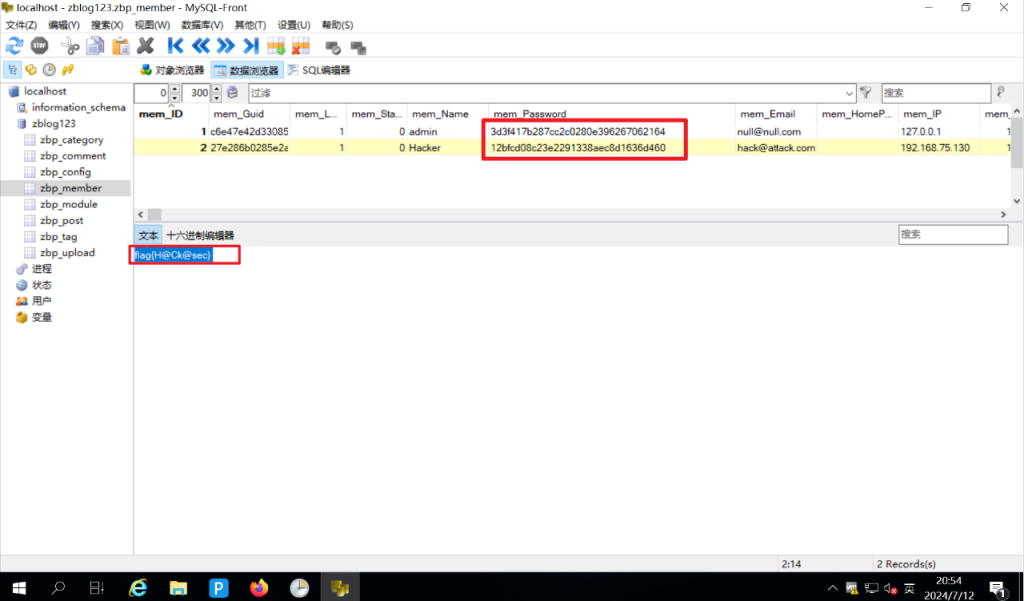 localhost - zblog123.zbp_member - MySQL-Front
文件(Z) 编辑(Y) 搜索(X) 视图(W) 数据库(V) 其他(T) 设置(U) 帮助(S)
对象浏览器 数据浏览器 SQL编辑器
0 300 过滤 搜索
localhost
information_schema
zblog123
zbp_category
zbp_comment
zbp_config
zbp_member
zbp_module
zbp_post
zbp_tag
zbp_upload
进程
状态
用户
变量
mem_ID mem_Guid mem_L... mem_Sta... mem_Name mem_Password mem_Email mem_HomeP... mem_IP mem_
1 c6e47e42d33085 1 0 admin 3d3f417b287cc2c0280e396267062164 null@null.com 127.0.0.1 1
2 27e286b0285e2a 1 0 Hacker 12bfcd08c23e2291338aec8d1636d460 hack@attack.com 192.168.75.130 1
文本 十六进制编辑器 搜索
flag{H@Ck@sec}
2:14 2 Records(s)
英 20:54
2024/7/12 1